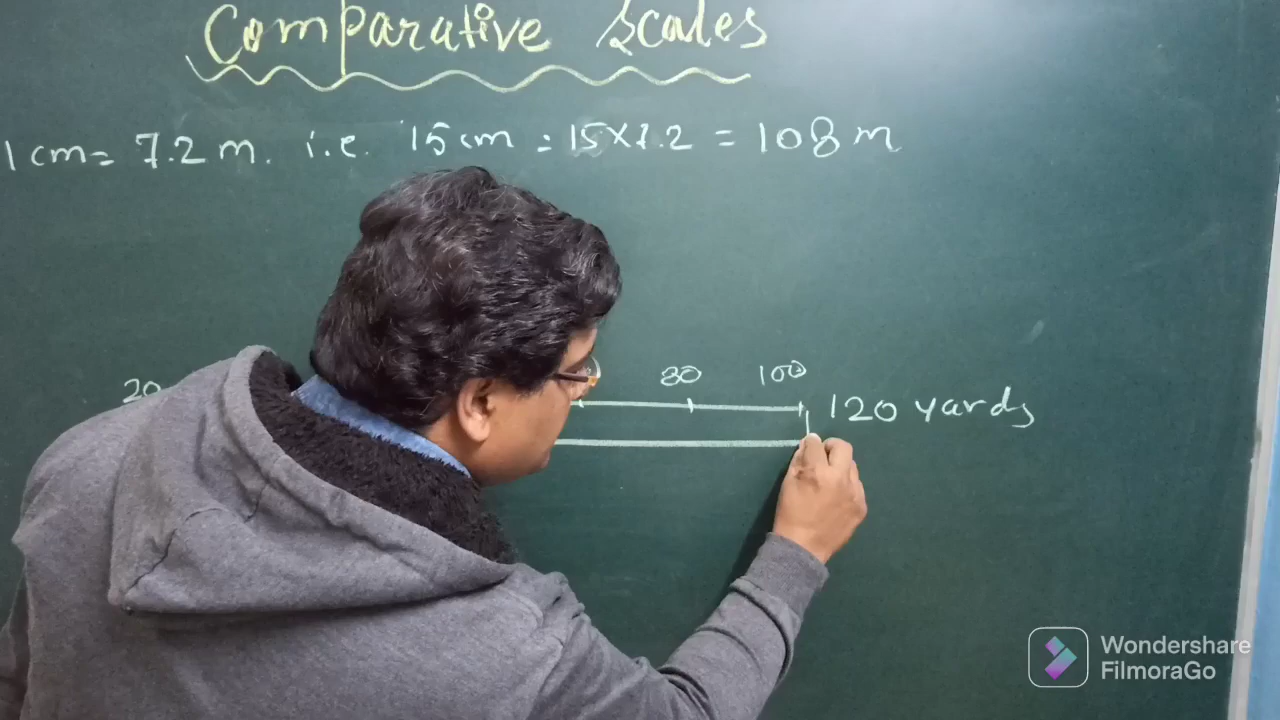 Comparative Scales
1 cm = 7.2 m. i.e. 15 cm = 15×7.2 = 108 m
20 80 100 120 yards
Wondershare
FilmoraGo